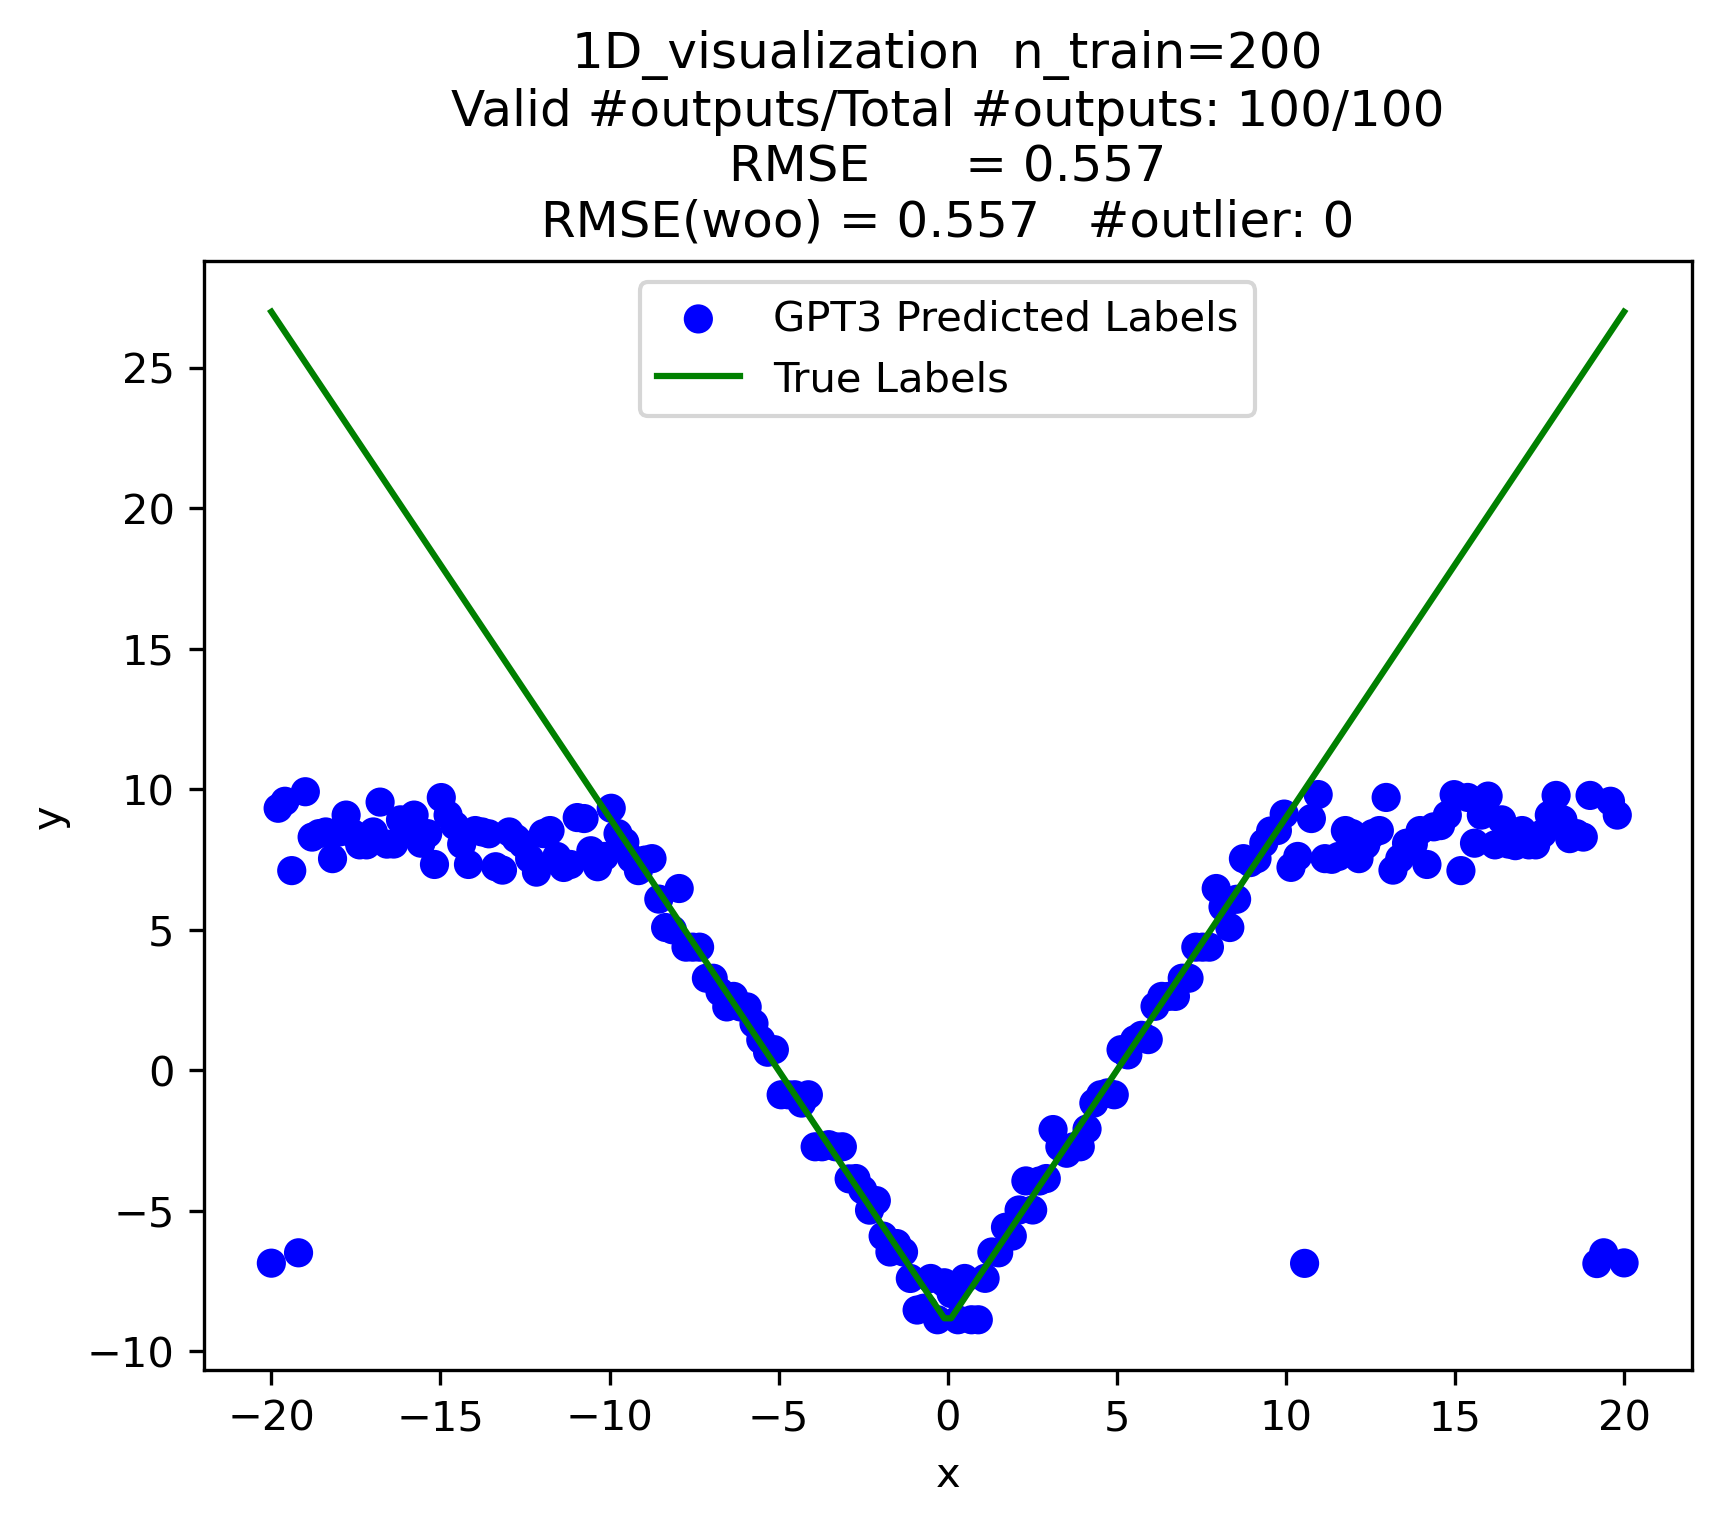 1D_visualization  n_train=200
Valid #outputs/Total #outputs: 100/100
RMSE      = 0.557
RMSE(woo) = 0.557   #outlier: 0
GPT3 Predicted Labels
True Labels
y
25
20
15
10
5
0
−5
−10
−20 −15 −10 −5 0 5 10 15 20
x